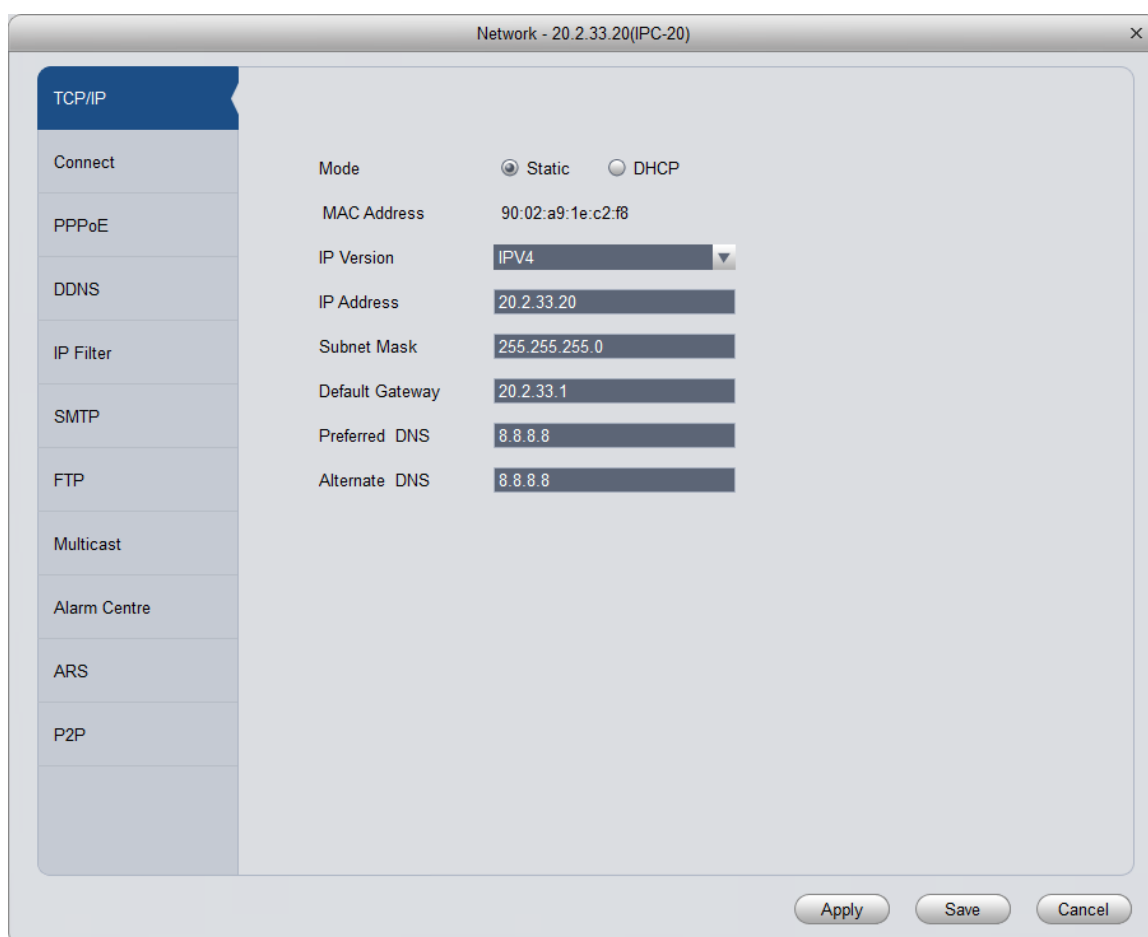 Network - 20.2.33.20(IPC-20)
TCP/IP
Connect
PPPoE
DDNS
IP Filter
SMTP
FTP
Multicast
Alarm Centre
ARS
P2P
Mode Static DHCP
MAC Address 90:02:a9:1e:c2:f8
IP Version IPV4
IP Address 20.2.33.20
Subnet Mask 255.255.255.0
Default Gateway 20.2.33.1
Preferred DNS 8.8.8.8
Alternate DNS 8.8.8.8
Apply Save Cancel